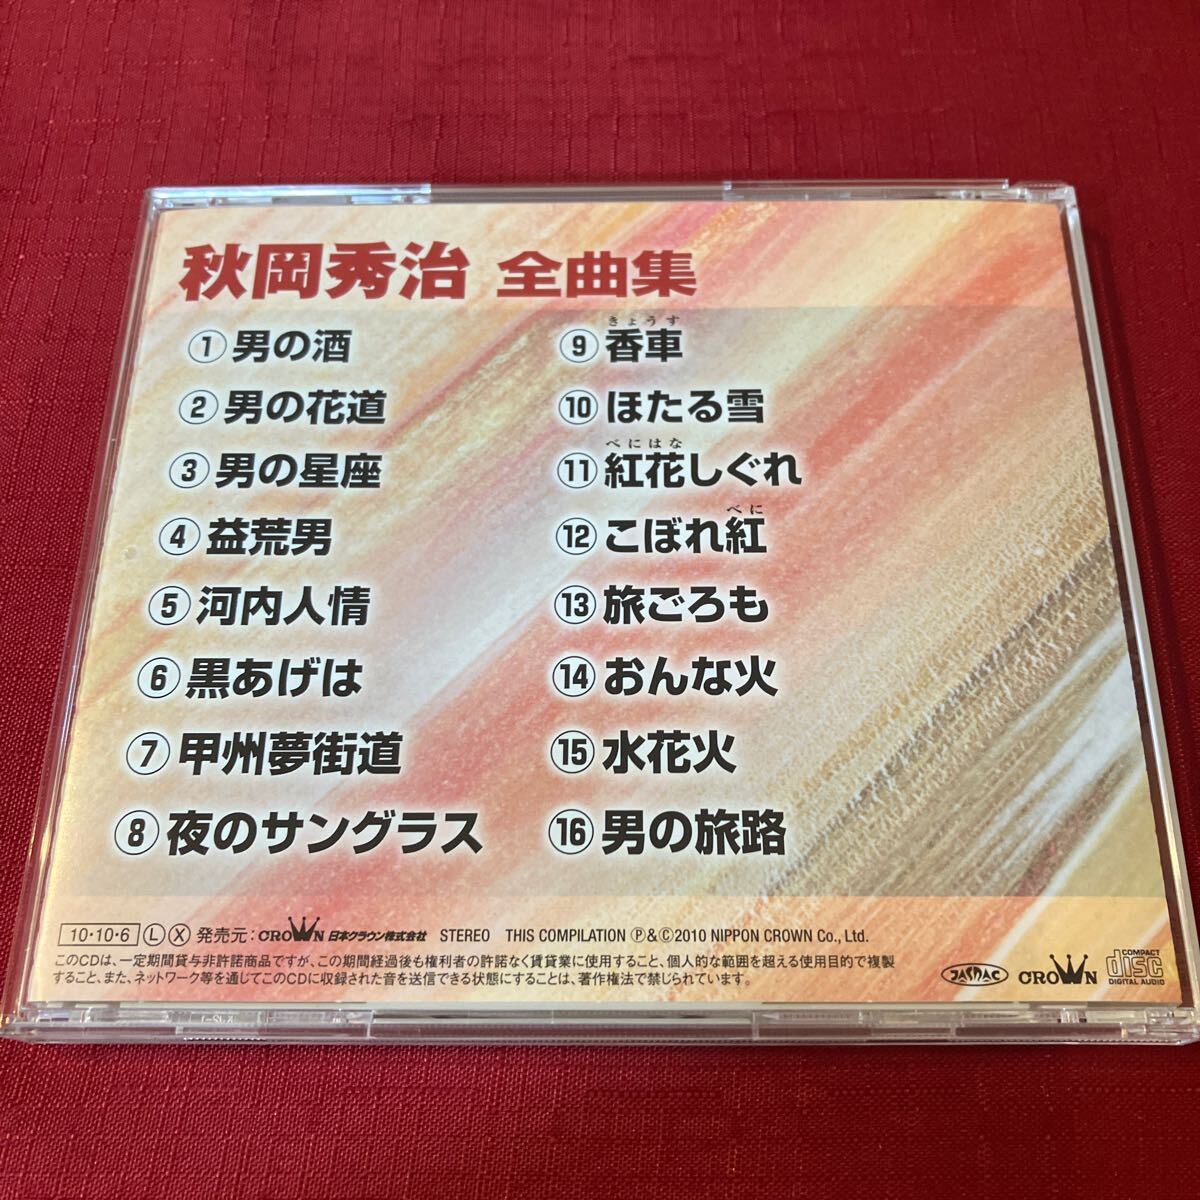 秋岡秀治 全曲集
①男の酒
②男の花道
③男の星座
④益荒男
⑤河内人情
⑥黒あげは
⑦甲州夢街道
⑧夜のサングラス
きょうす
⑨香車
⑩ほたる雪
べにはな
⑪紅花しぐれ
べに
⑫こぼれ紅
⑬旅ごろも
⑭おんな火
⑮水花火
⑯男の旅路
10・10・6 Ⓛ Ⓧ 発売元：CROWN 日本クラウン株式会社 STEREO THIS COMPILATION Ⓟ&Ⓒ2010 NIPPON CROWN Co., Ltd.
このCDは、一定期間貸与非許諾商品ですが、この期間経過後も権利者の許諾なく賃貸業に使用すること、個人的な範囲を超える使用目的で複製
すること、また、ネットワーク等を通じてこのCDに収録された音を送信できる状態にすることは、著作権法で禁じられています。
JASRAC
CROWN
COMPACT
disc
DIGITAL AUDIO